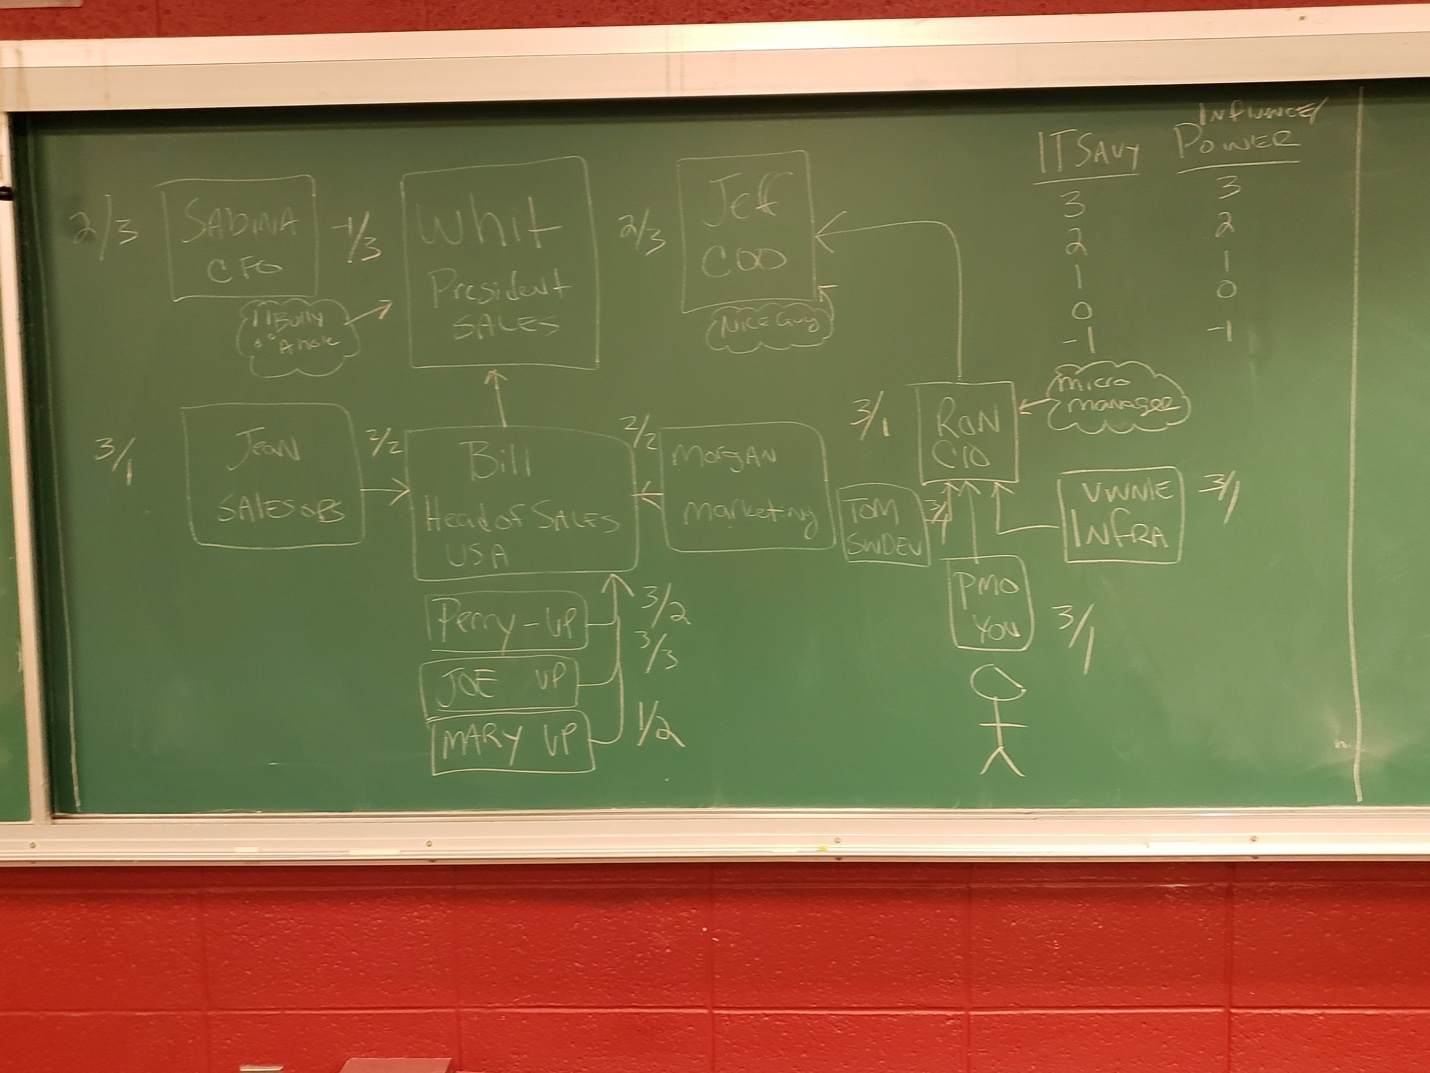 ITSavy
Influnce/
Power
3
3
2
2
1
1
0
0
-1
-1
2/3
SABINA
CFO
-1/3
Whit
President
SALES
2/3
Jeff
COO
Bully
NICE Guy
3/1
Jean
SALES OPS
2/2
Bill
Head of SALES
USA
2/2
MorgAN
marketing
3/1
RON
CIO
micro
manager
TOM
SWDEV
VINNIE
INFRA
3/1
PMO
YOU
3/1
Perry-VP
3/2
JOE VP
3/3
MARY VP
1/2